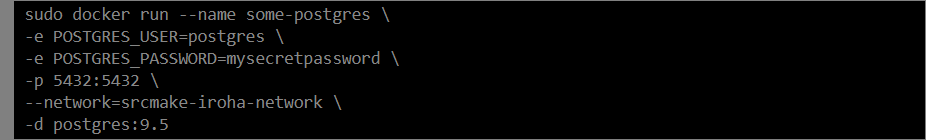 sudo docker run --name some-postgres \
-e POSTGRES_USER=postgres \
-e POSTGRES_PASSWORD=mysecretpassword \
-p 5432:5432 \
--network=srcmake-iroha-network \
-d postgres:9.5